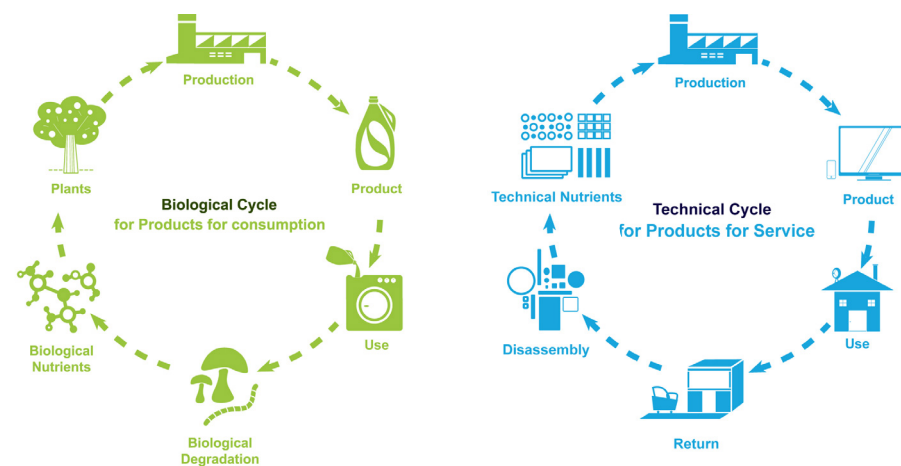 Production
Plants
Product
Biological Cycle
for Products for consumption
Use
Biological
Nutrients
Biological
Degradation
Production
Technical Nutrients
Product
Technical Cycle
for Products for Service
Disassembly
Use
Return